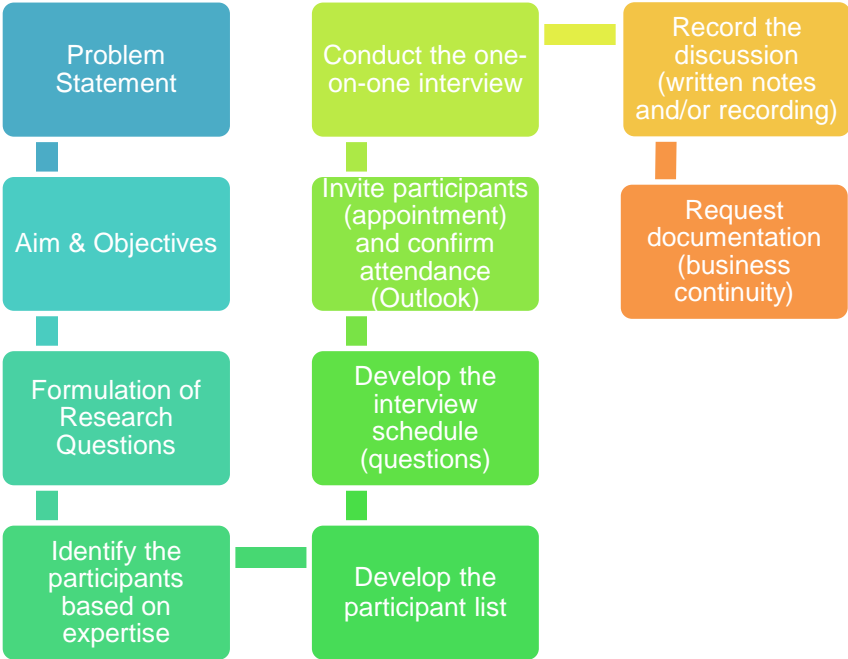 Problem
Statement
Aim & Objectives
Formulation of
Research
Questions
Identify the
participants
based on
expertise
Develop the
participant list
Develop the
interview
schedule
(questions)
Invite participants
(appointment)
and confirm
attendance
(Outlook)
Conduct the one-
on-one interview
Record the
discussion
(written notes
and/or recording)
Request
documentation
(business
continuity)